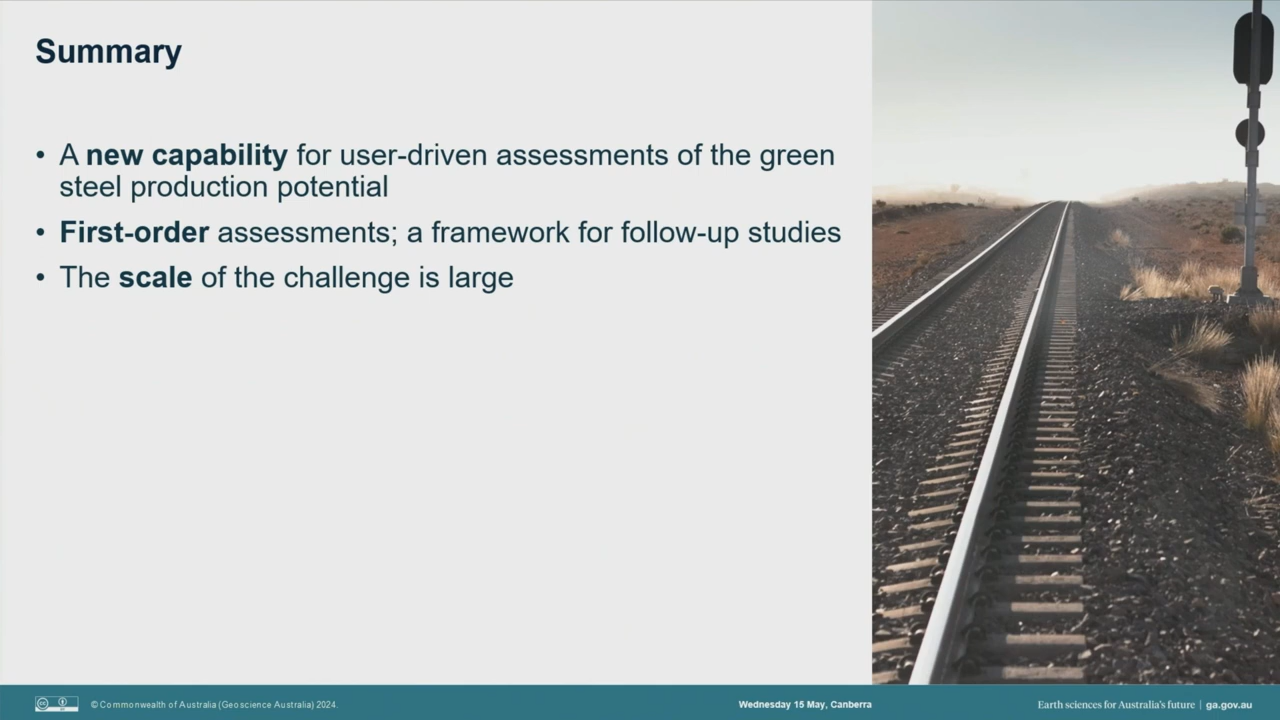 Summary
• A new capability for user-driven assessments of the green
steel production potential
• First-order assessments; a framework for follow-up studies
• The scale of the challenge is large
© Commonwealth of Australia (Geoscience Australia) 2024.
Wednesday 15 May, Canberra
Earth sciences for Australia's future | ga.gov.au